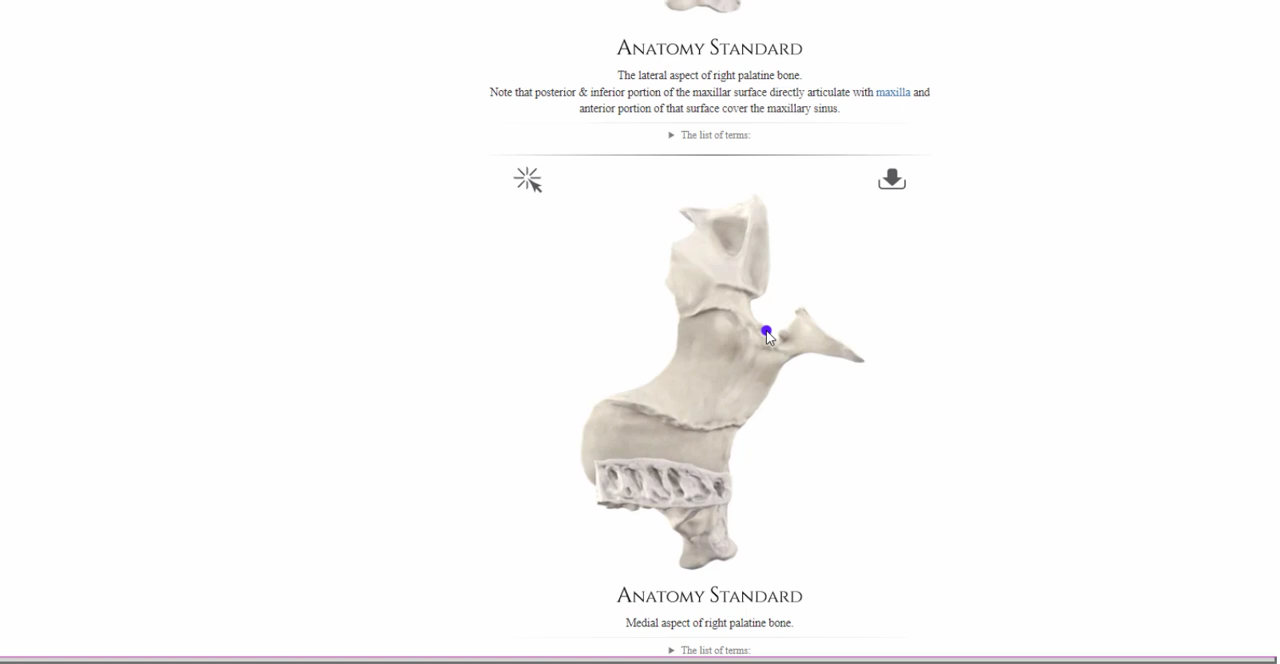 ANATOMY STANDARD
The lateral aspect of right palatine bone.
Note that posterior & inferior portion of the maxillar surface directly articulate with maxilla and
anterior portion of that surface cover the maxillary sinus.
► The list of terms:
ANATOMY STANDARD
Medial aspect of right palatine bone.
► The list of terms: